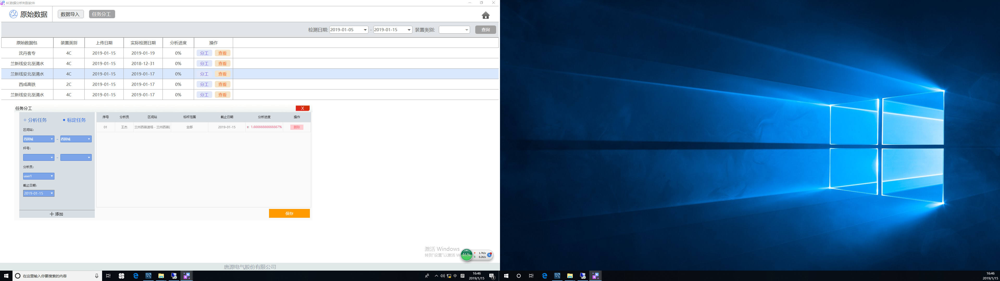 6C数据分析判别软件
原始数据 数据导入 任务分工
检测日期: 2019-01-05 - 2019-01-15 装置类别: 查询
原始数据包 装置类别 上传日期 实际检测日期 分析进度 操作
沈丹客专 4C 2019-01-15 2019-01-19 0% 分工 查看
兰新线安北至清水 4C 2019-01-15 2018-12-31 0% 分工 查看
兰新线安北至清水 4C 2019-01-15 2019-01-17 0% 分工 查看
西成高铁 2C 2019-01-15 2019-01-17 0% 分工 查看
兰新线安北至清水 4C 2019-01-15 2019-01-17 0% 分工 查看
任务分工 X
分析任务 标定任务
区间站:
西固城 - 西固城
杆号:
-
分析员:
user1
截止日期:
2019-01-15
添加
序号 分析员 区间站 标杆范围 截止日期 分析进度 操作
01 王杰 兰州西普速场 - 兰州西普 全部 2019-01-15 1.66666666666667% 删除
保存
激活 Windows
转到"设置"以激活 W
51% 1.7K/s
0.2K/s
唐源电气股份有限公司
在这里输入你要搜索的内容
中
16:46
2019/1/15
1
16:46
2019/1/15